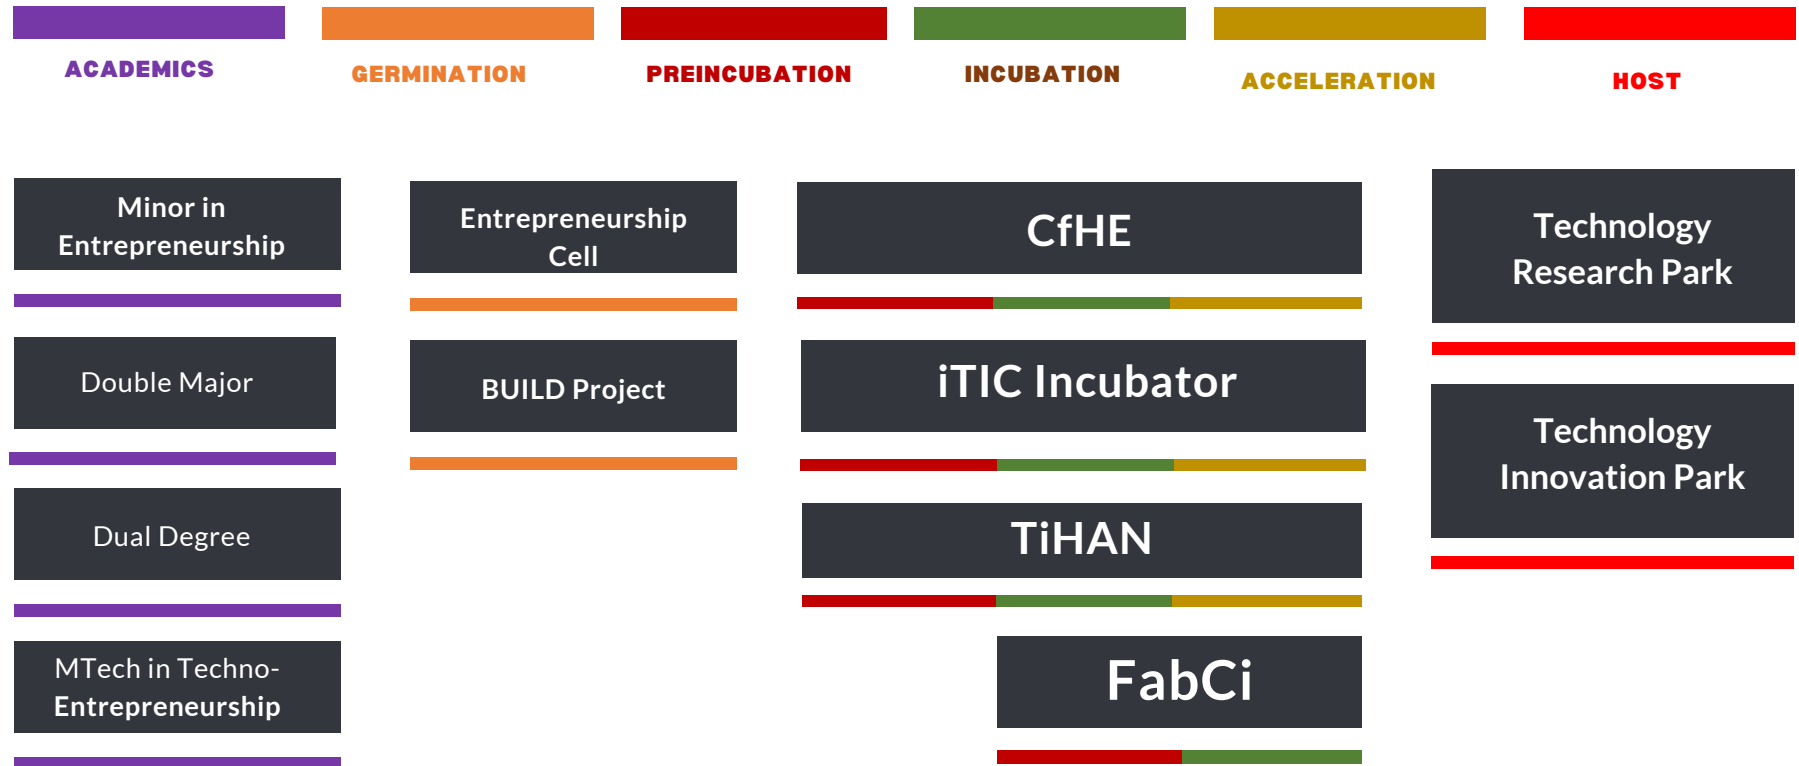 ACADEMICS
GERMINATION
PREINCUBATION
INCUBATION
ACCELERATION
HOST
Minor in
Entrepreneurship
Double Major
Dual Degree
MTech in Techno-
Entrepreneurship
Entrepreneurship
Cell
BUILD Project
CfHE
iTIC Incubator
TiHAN
FabCi
Technology
Research Park
Technology
Innovation Park